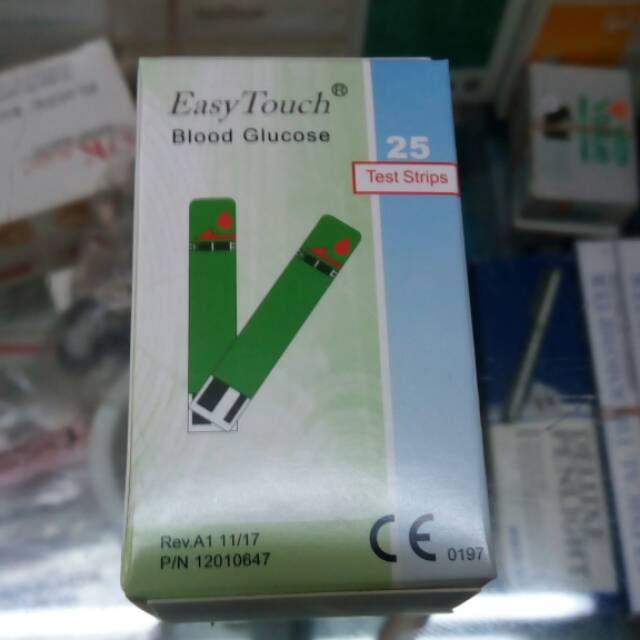 EasyTouch®
Blood Glucose
25
Test Strips
Rev.A1 11/17
P/N 12010647
CE 0197